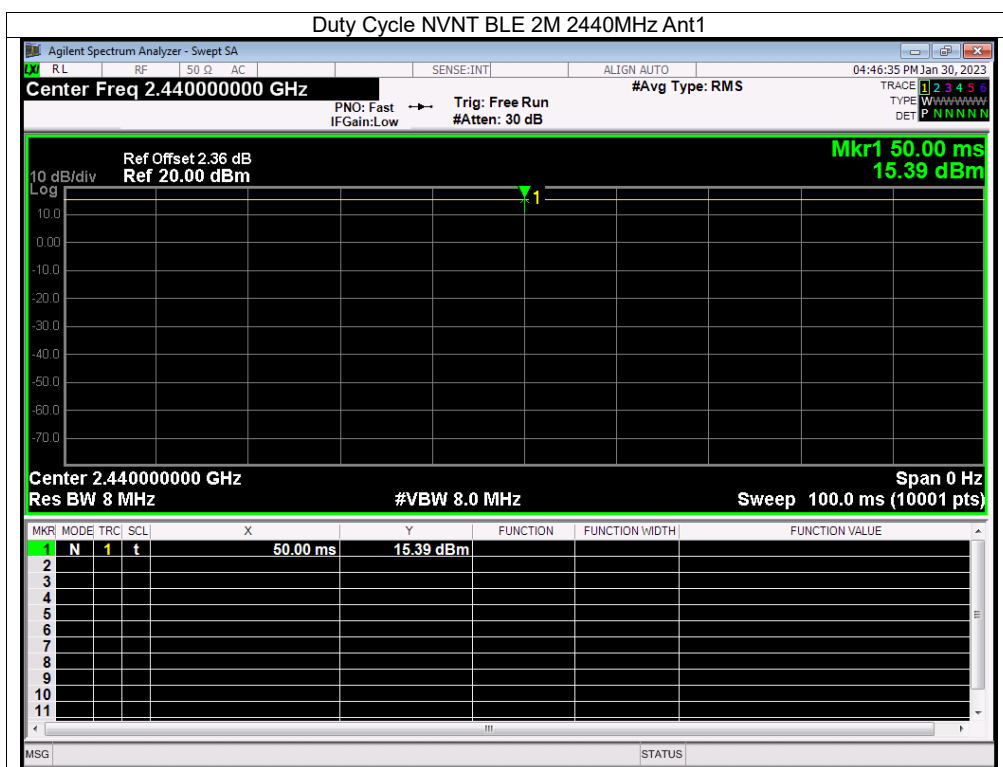 Duty Cycle NVNT BLE 2M 2440MHz Ant1
Agilent Spectrum Analyzer - Swept SA
LXI RL RF 50 Ω AC SENSE:INT ALIGN AUTO 04:46:35 PM Jan 30, 2023
Center Freq 2.440000000 GHz #Avg Type: RMS TRACE 1 2 3 4 5 6
PNO: Fast Trig: Free Run TYPE WWWWWW
IFGain:Low #Atten: 30 dB DET P N N N N N
Mkr1 50.00 ms
Ref Offset 2.36 dB
10 dB/div Ref 20.00 dBm 15.39 dBm
Log
1
10.0
0.00
-10.0
-20.0
-30.0
-40.0
-50.0
-60.0
-70.0
Center 2.440000000 GHz Span 0 Hz
Res BW 8 MHz #VBW 8.0 MHz Sweep 100.0 ms (10001 pts)
MKR MODE TRC SCL X Y FUNCTION FUNCTION WIDTH FUNCTION VALUE
1 N 1 t 50.00 ms 15.39 dBm
2
3
4
5
6
7
8
9
10
11
MSG STATUS